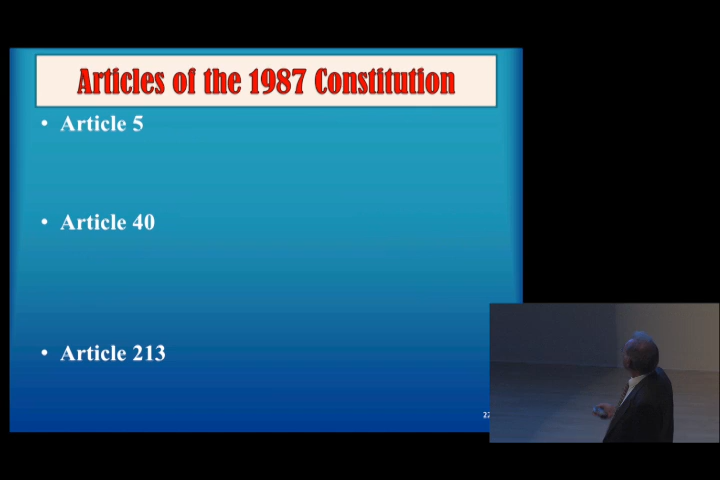 Articles of the 1987 Constitution
• Article 5
• Article 40
• Article 213